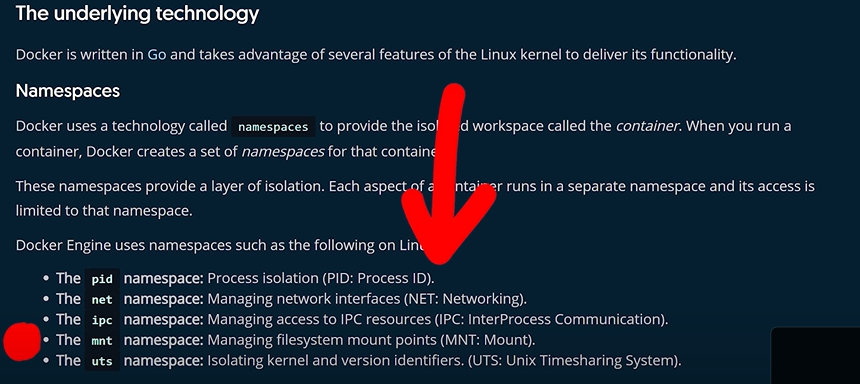 The underlying technology
Docker is written in Go and takes advantage of several features of the Linux kernel to deliver its functionality.
Namespaces
Docker uses a technology called namespaces to provide the workspace called the container. When you run a
container, Docker creates a set of namespaces for that
These namespaces provide a layer of isolation. Each aspect of a runs in a separate namespace and its access is
limited to that namespace.
Docker Engine uses namespaces such as the following on
• The pid namespace: Process isolation (PID: Process ID).
• The net namespace: Managing network interfaces (NET: Networking).
• The ipc namespace: Managing access to IPC resources (IPC: InterProcess Communication).
• The mnt namespace: Managing filesystem mount points (MNT: Mount).
• The uts namespace: Isolating kernel and version identifiers. (UTS: Unix Timesharing System).